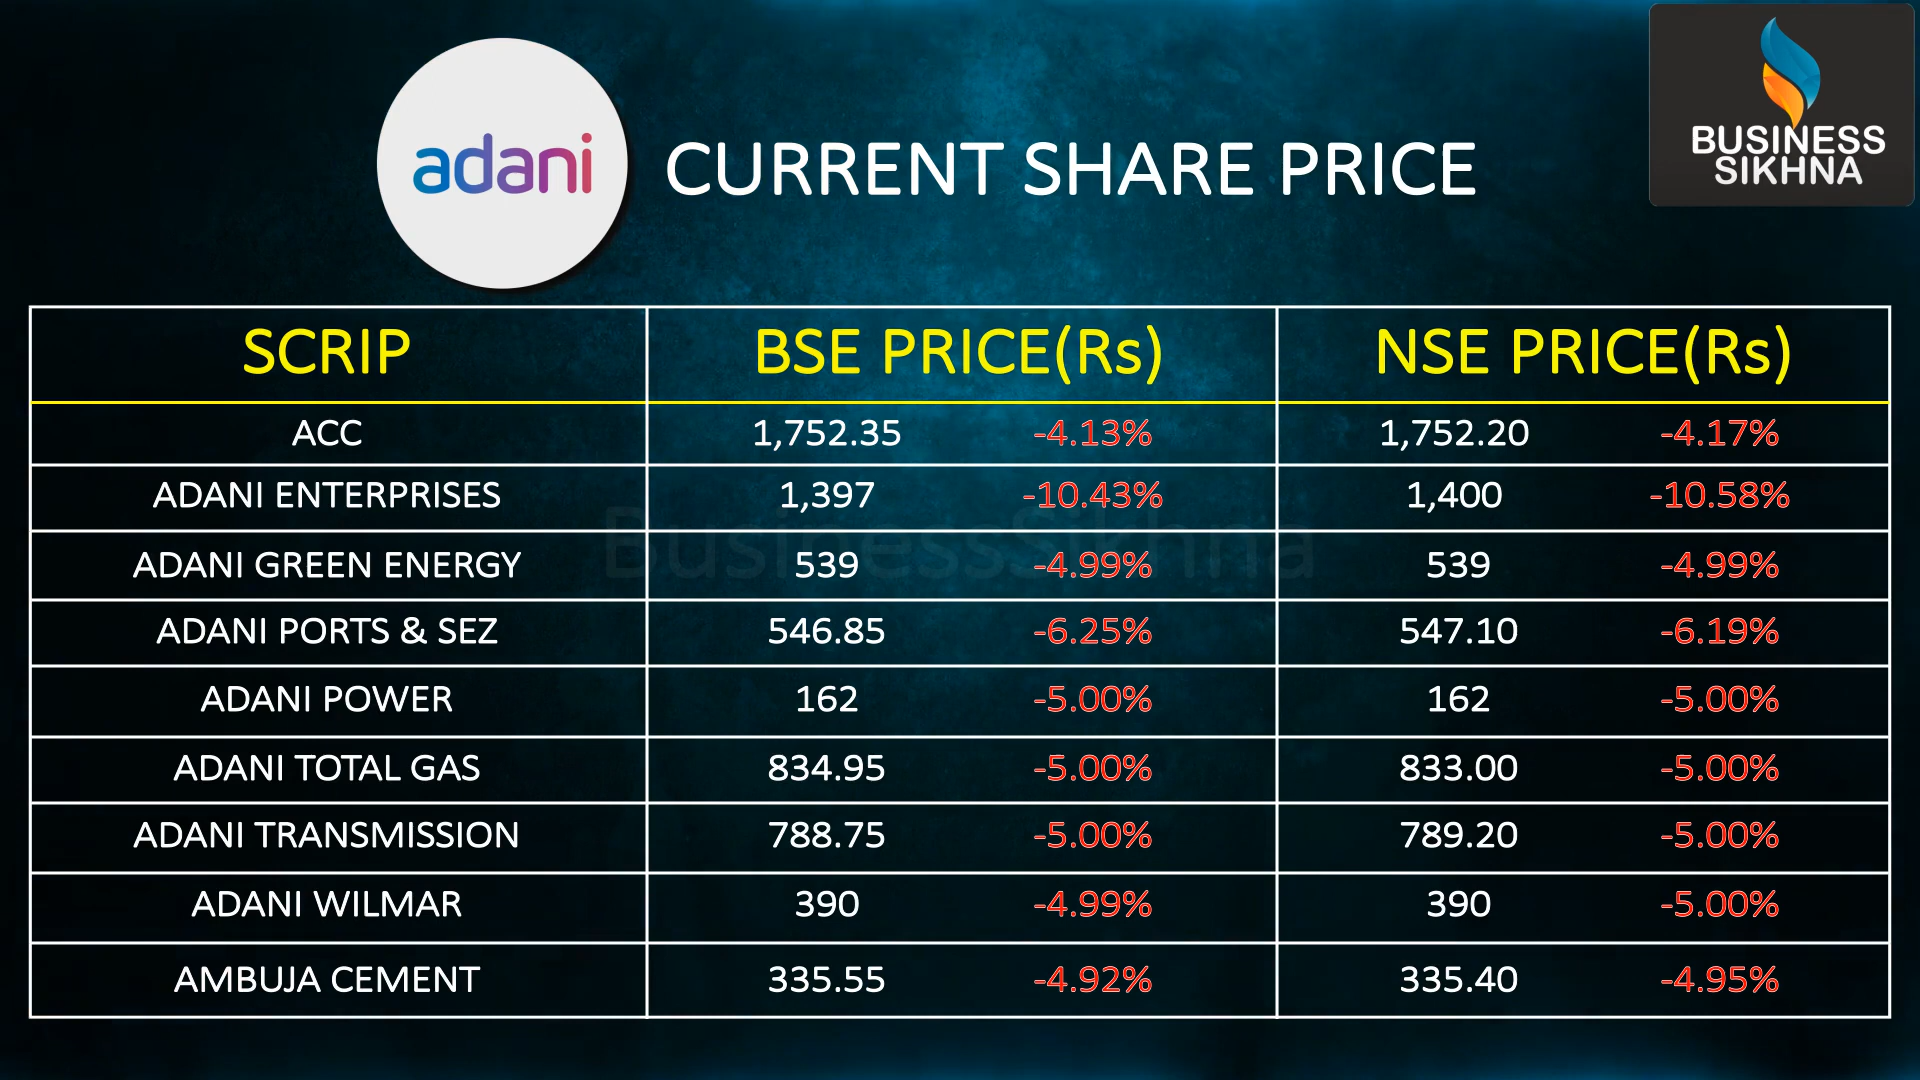 adani
CURRENT SHARE PRICE
BUSINESS
SIKHNA
SCRIP BSE PRICE(Rs) NSE PRICE(Rs)
ACC 1,752.35 -4.13% 1,752.20 -4.17%
ADANI ENTERPRISES 1,397 -10.43% 1,400 -10.58%
ADANI GREEN ENERGY 539 -4.99% 539 -4.99%
ADANI PORTS & SEZ 546.85 -6.25% 547.10 -6.19%
ADANI POWER 162 -5.00% 162 -5.00%
ADANI TOTAL GAS 834.95 -5.00% 833.00 -5.00%
ADANI TRANSMISSION 788.75 -5.00% 789.20 -5.00%
ADANI WILMAR 390 -4.99% 390 -5.00%
AMBUJA CEMENT 335.55 -4.92% 335.40 -4.95%
BusinessSikhna